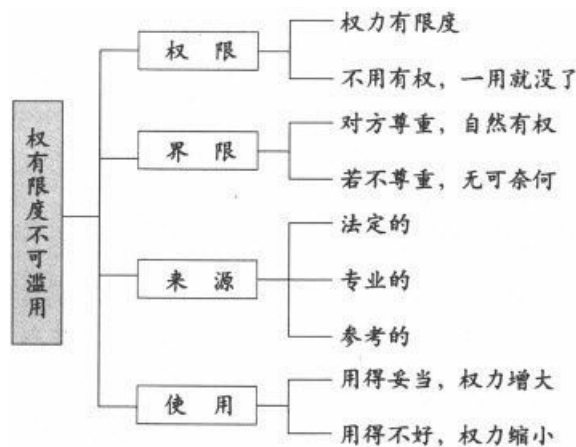 权有限度不可滥用
权限
权力有限度
不用有权，一用就没了
界限
对方尊重，自然有权
若不尊重，无可奈何
来源
法定的
专业的
参考的
使用
用得妥当，权力增大
用得不好，权力缩小